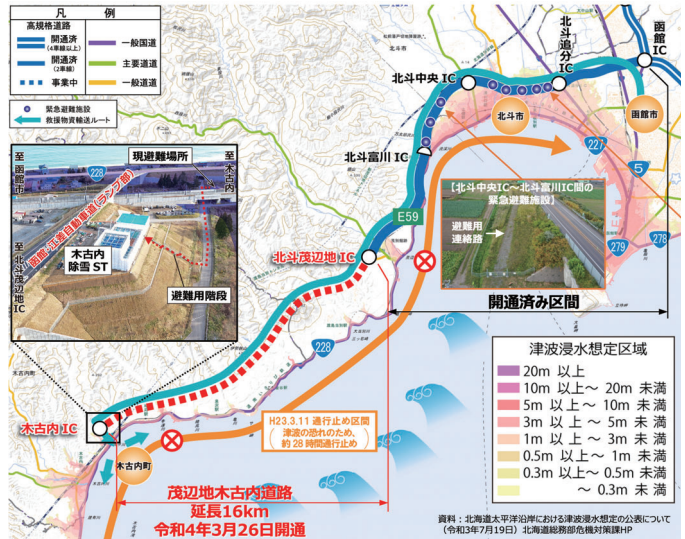 凡 例
高規格道路
開通済
(4車線以上)
開通済
(2車線)
事業中
一般国道
主要道道
一般道道
緊急避難施設
救援物資輸送ルート
函館IC
北斗追分IC
北斗中央 IC
北斗市
函館市
北斗富川 IC
227
5
E59
279
278
【北斗中央IC～北斗富川IC間の
緊急避難施設】
避難用
連絡路
開通済み区間
至函館市
228
現避難場所
至木古内
函館・江差自動車道(ランプ部)
木古内
除雪 ST
至北斗茂辺地IC
避難用階段
北斗茂辺地 IC
228
木古内町
木古内 IC
木古内町
H23.3.11 通行止め区間
津波の恐れのため、
約 28 時間通行止め
茂辺地木古内道路
延長16km
令和4年3月26日開通
津波浸水想定区域
20m 以上
10m 以上～ 20m 未満
5m 以上～ 10m 未満
3m 以上～ 5m 未満
1m 以上～ 3m 未満
0.5m 以上～ 1m 未満
0.3m 以上～ 0.5m 未満
～ 0.3m 未満
資料：北海道太平洋沿岸における津波浸水想定の公表について
（令和3年7月19日）北海道総務部危機対策課HP